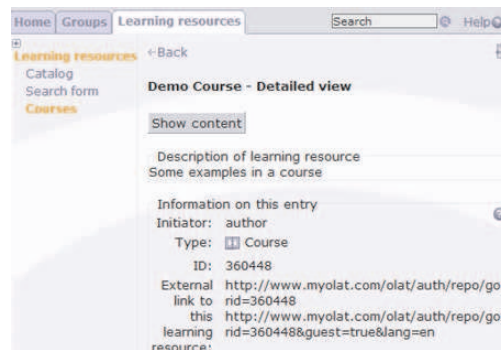 Home Groups Learning resources Search Help
Learning resources
Catalog
Search form
Courses
Back
Demo Course - Detailed view
Show content
Description of learning resource
Some examples in a course
Information on this entry
Initiator: author
Type: Course
ID: 360448
External http://www.myolat.com/olat/auth/repo/go
link to rid=360448
this http://www.myolat.com/olat/auth/repo/go
learning rid=360448&guest=true&lang=en
resource: